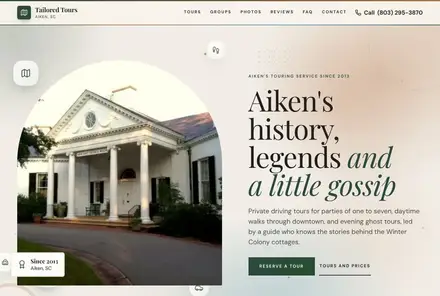 Tailored Tours
AIKEN, SC
TOURS GROUPS PHOTOS REVIEWS FAQ CONTACT Call (803) 295-3870
AIKEN'S TOURING SERVICE SINCE 2013
Aiken's
history,
legends and
a little gossip
Private driving tours for parties of one to seven, daytime
walks through downtown, and evening ghost tours, led
by a guide who knows the stories behind the Winter
Colony cottages.
RESERVE A TOUR TOURS AND PRICES
Since 2013
Aiken, SC